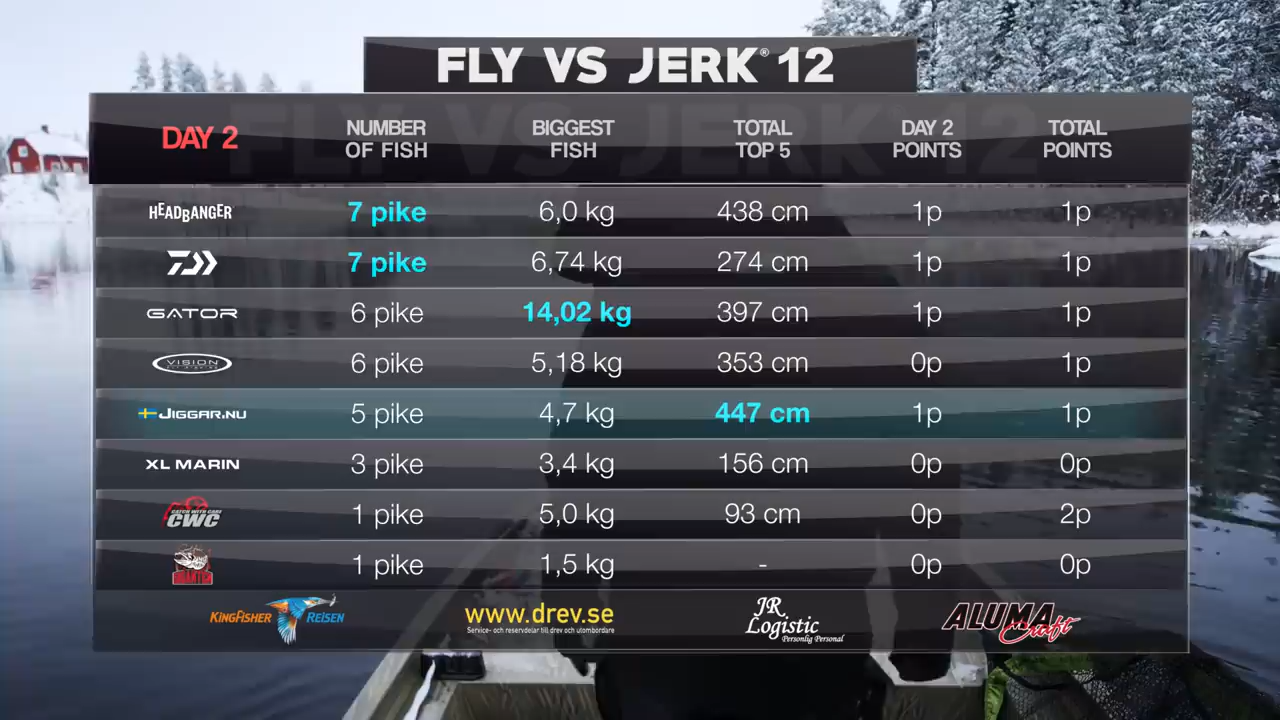 FLY VS JERK® 12
DAY 2
NUMBER OF FISH
BIGGEST FISH
TOTAL TOP 5
DAY 2 POINTS
TOTAL POINTS
HEADBANGER 7 pike 6,0 kg 438 cm 1p 1p
7 pike 6,74 kg 274 cm 1p 1p
GATOR 6 pike 14,02 kg 397 cm 1p 1p
VISION 6 pike 5,18 kg 353 cm 0p 1p
JIGGAR.NU 5 pike 4,7 kg 447 cm 1p 1p
XL MARIN 3 pike 3,4 kg 156 cm 0p 0p
CATCH WITH CARE
CWC 1 pike 5,0 kg 93 cm 0p 2p
1 pike 1,5 kg - 0p 0p
KINGFISHER REISEN
www.drev.se
Service- och reservdelar till drev och utombordare
JR. Logistic
Personlig Personal
ALUMA Craft